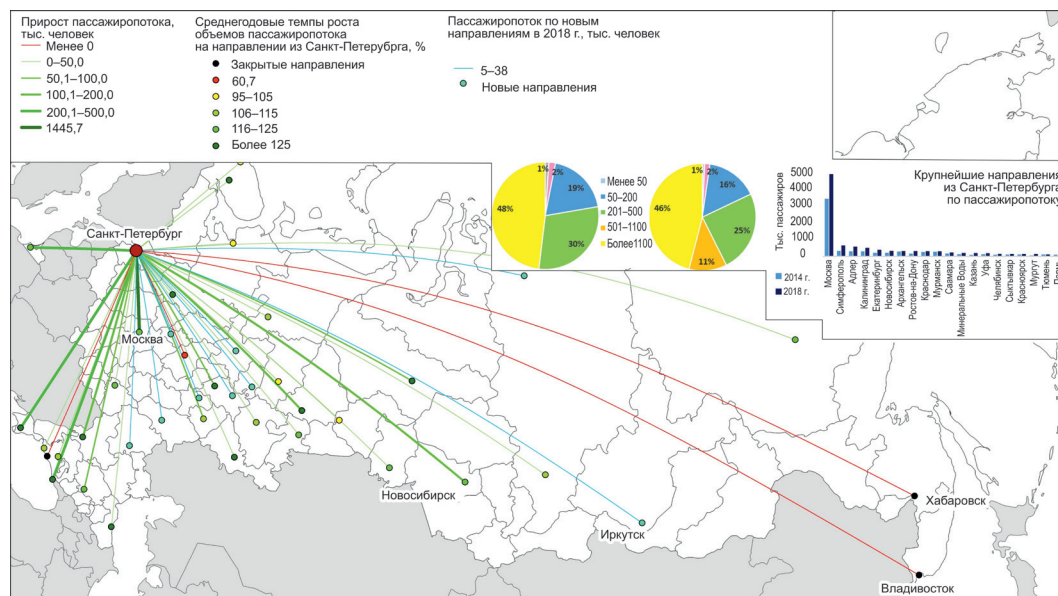 Прирост пассажиропотока,
тыс. человек
Менее 0
0–50,0
50,1–100,0
100,1–200,0
200,1–500,0
1445,7
Среднегодовые темпы роста
объемов пассажиропотока
на направлении из Санкт-Петерубрга, %
Закрытые направления
60,7
95–105
106–115
116–125
Более 125
Пассажиропоток по новым
направлениям в 2018 г., тыс. человек
5–38
Новые направления
1%
2%
19%
30%
48%
Менее 50
50–200
201–500
501–1100
Более1100
1%
2%
16%
25%
11%
46%
Крупнейшие направления
из Санкт-Петербурга
по пассажиропотоку
Тыс. пассажиров
5000
4000
3000
2000
1000
0
Москва
Симферополь
Адлер
Калининград
Екатеринбург
Новосибирск
Архангельск
Ростов-на-Дону
Краснодар
Мурманск
Самара
Минеральные Воды
Казань
Уфа
Челябинск
Сыктывкар
Красноярск
Сургут
Тюмень
2014 г.
2018 г.
Санкт-Петербург
Москва
Новосибирск
Иркутск
Хабаровск
Владивосток